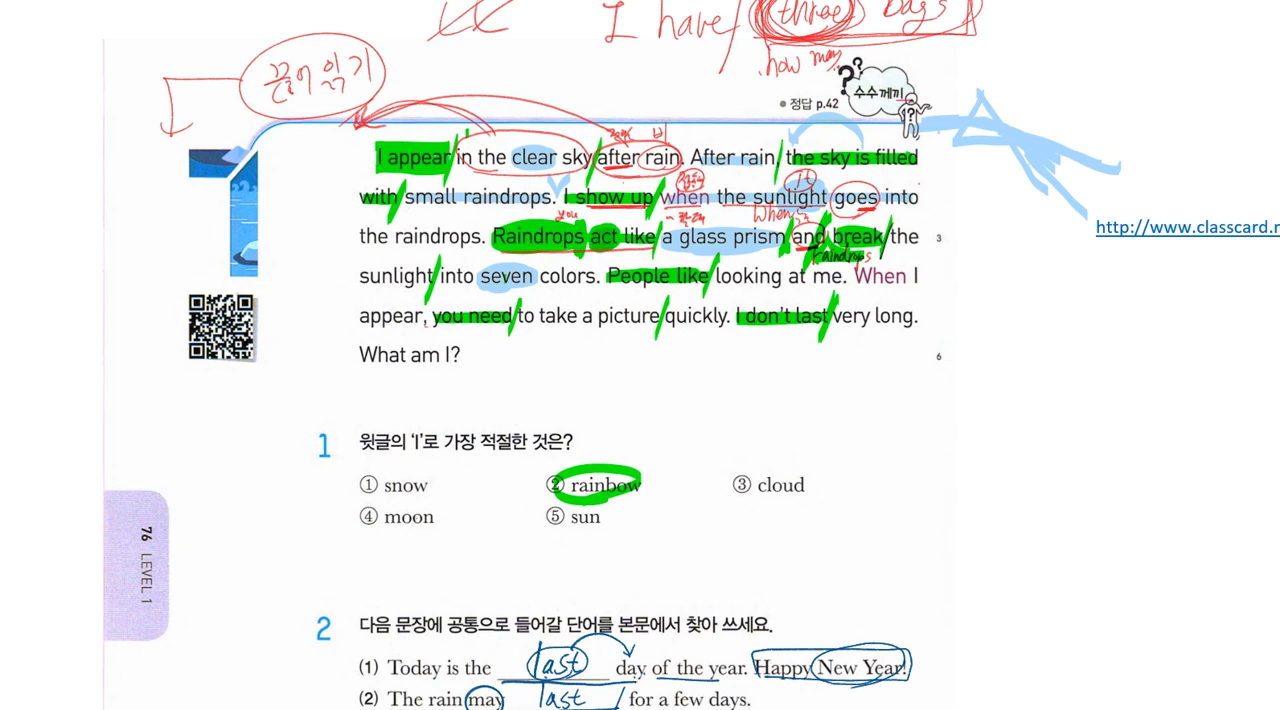 I have three bags
how many
끊어 읽기
수수께끼
정답 p.42
비
I appear in the clear sky after rain. After rain, the sky is filled
with small raindrops. I show up when the sunlight goes into
the raindrops. Raindrops act like a glass prism and break the
3
sunlight into seven colors. People like looking at me. When I
appear, you need to take a picture quickly. I don't last very long.
What am I?
6
it
you
When
raindrops
http://www.classcard.n
1 윗글의 'I'로 가장 적절한 것은?
① snow ② rainbow ③ cloud
④ moon ⑤ sun
76 LEVEL 1
2 다음 문장에 공통으로 들어갈 단어를 본문에서 찾아 쓰세요.
(1) Today is the last day of the year. Happy New Year!
(2) The rain may last for a few days.